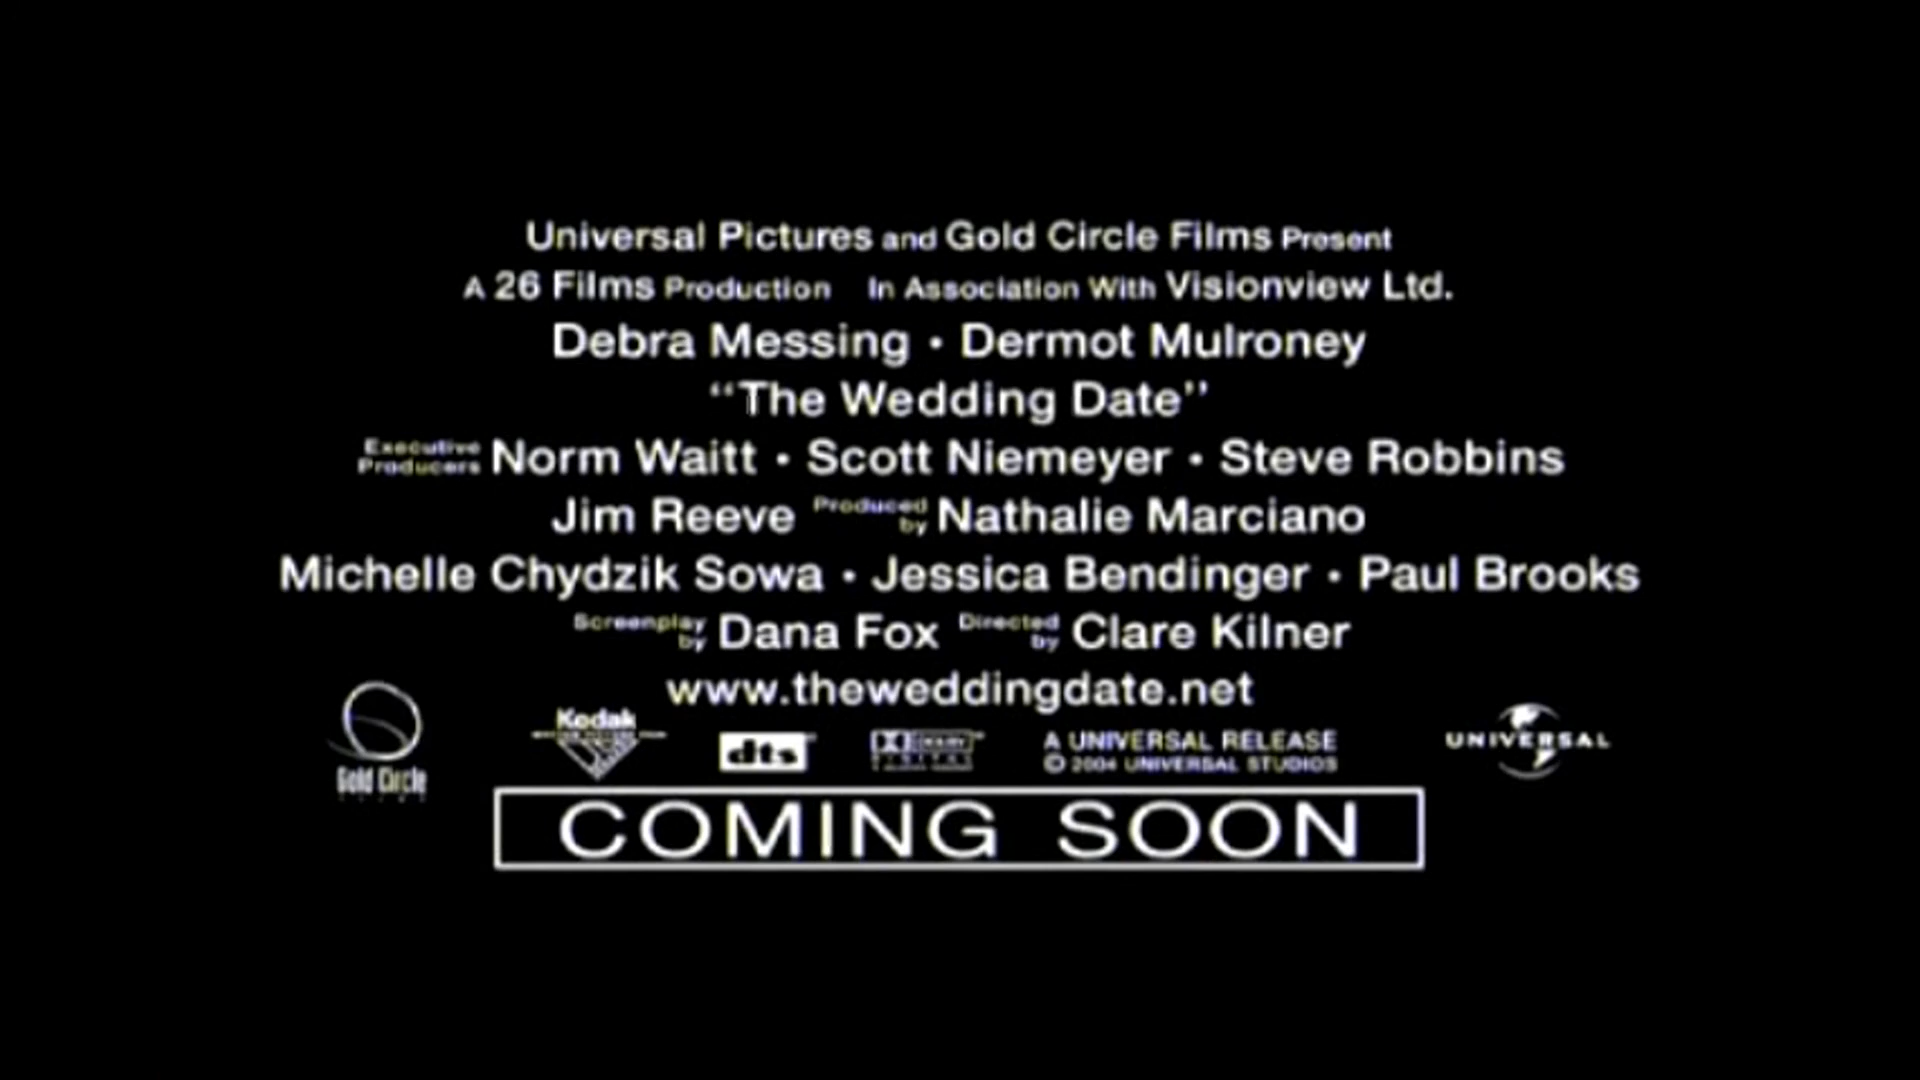 Universal Pictures and Gold Circle Films Present
A 26 Films Production In Association With Visionview Ltd.
Debra Messing • Dermot Mulroney
“The Wedding Date”
Executive Producers Norm Waitt • Scott Niemeyer • Steve Robbins
Jim Reeve Produced by Nathalie Marciano
Michelle Chydzik Sowa • Jessica Bendinger • Paul Brooks
Screenplay by Dana Fox Directed by Clare Kilner
www.theweddingdate.net
Gold Circle
Kodak
dts
DIGITAL
A UNIVERSAL RELEASE
© 2004 UNIVERSAL STUDIOS
UNIVERSAL
COMING SOON